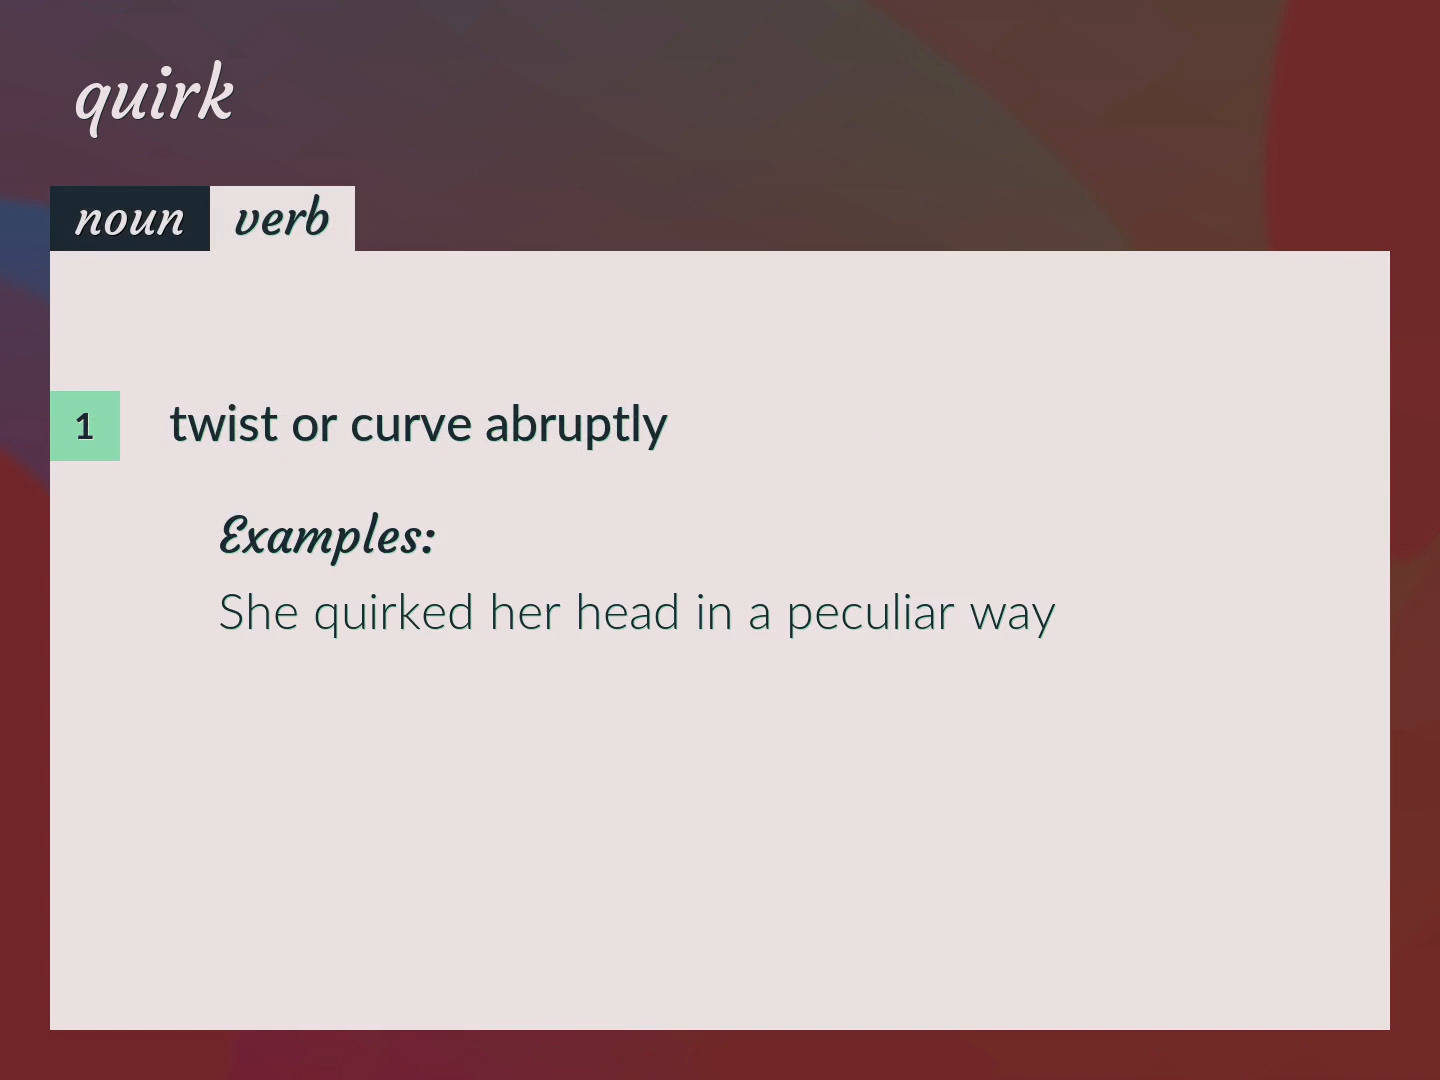 quirk
noun verb
1 twist or curve abruptly
Examples:
She quirked her head in a peculiar way